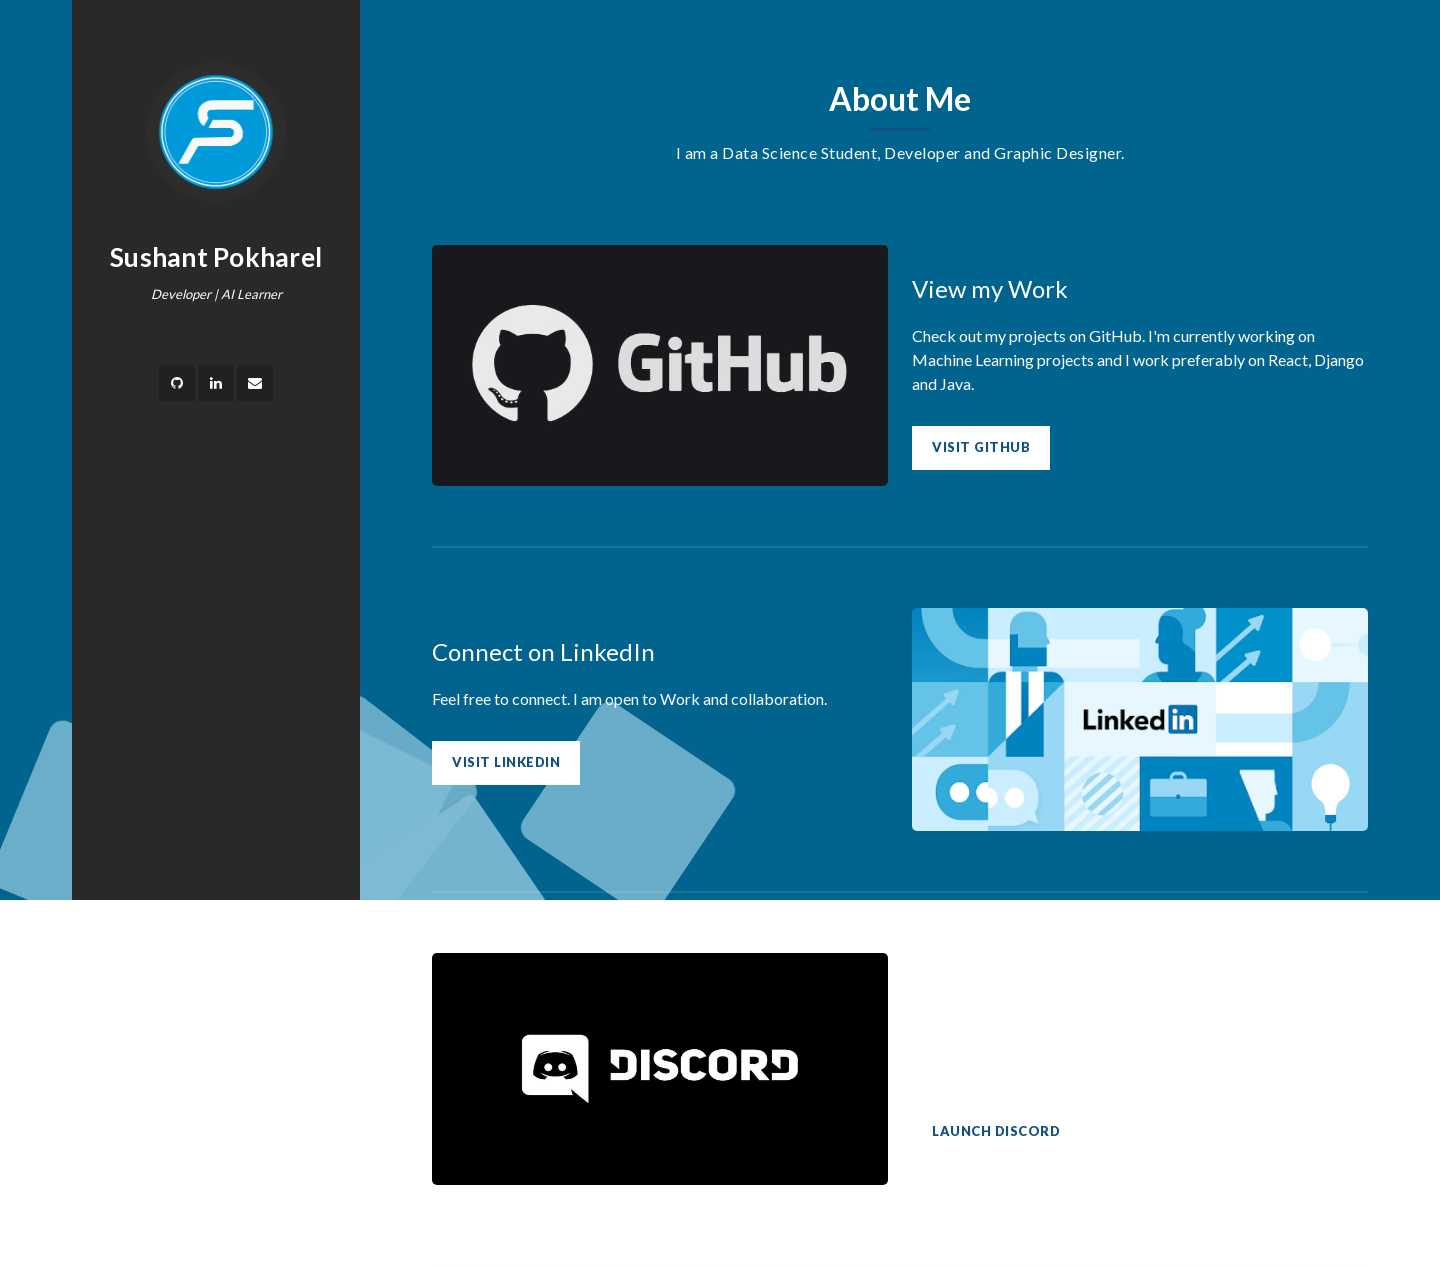 Sushant Pokharel
Developer | AI Learner
About Me
I am a Data Science Student, Developer and Graphic Designer.
GitHub
View my Work
Check out my projects on GitHub. I'm currently working on
Machine Learning projects and I work preferably on React, Django
and Java.
VISIT GITHUB
Connect on LinkedIn
Feel free to connect. I am open to Work and collaboration.
VISIT LINKEDIN
Linked in
DISCORD
LAUNCH DISCORD